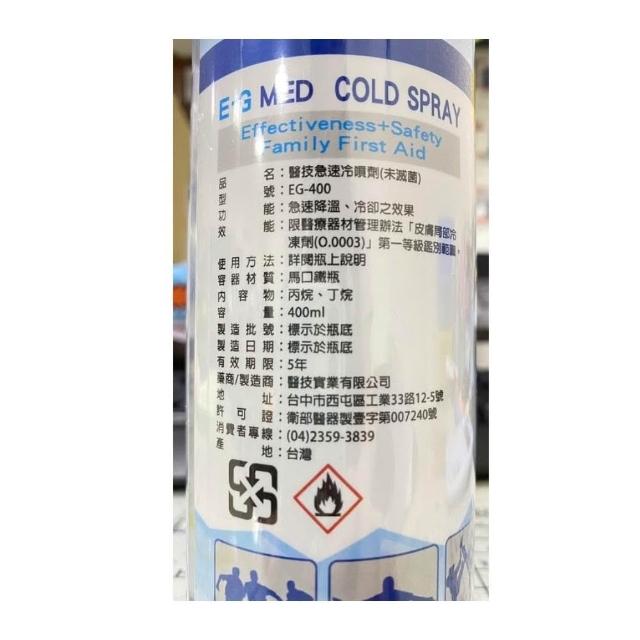 E-G MED COLD SPRAY
Effectiveness+Safety
Family First Aid
品名：醫技急速冷噴劑(未滅菌)
型號：EG-400
功能：急速降溫、冷卻之效果
效能：限醫療器材管理辦法「皮膚局部冷
凍劑(O.0003)」第一等級鑑別範圍。
使用方法：詳閱瓶上說明
容器材質：馬口鐵瓶
內容物：丙烷、丁烷
容量：400ml
製造批號：標示於瓶底
製造日期：標示於瓶底
有效期限：5年
藥商/製造商：醫技實業有限公司
地址：台中市西屯區工業33路12-5號
許可證：衛部醫器製壹字第007240號
消費者專線：(04)2359-3839
產地：台灣